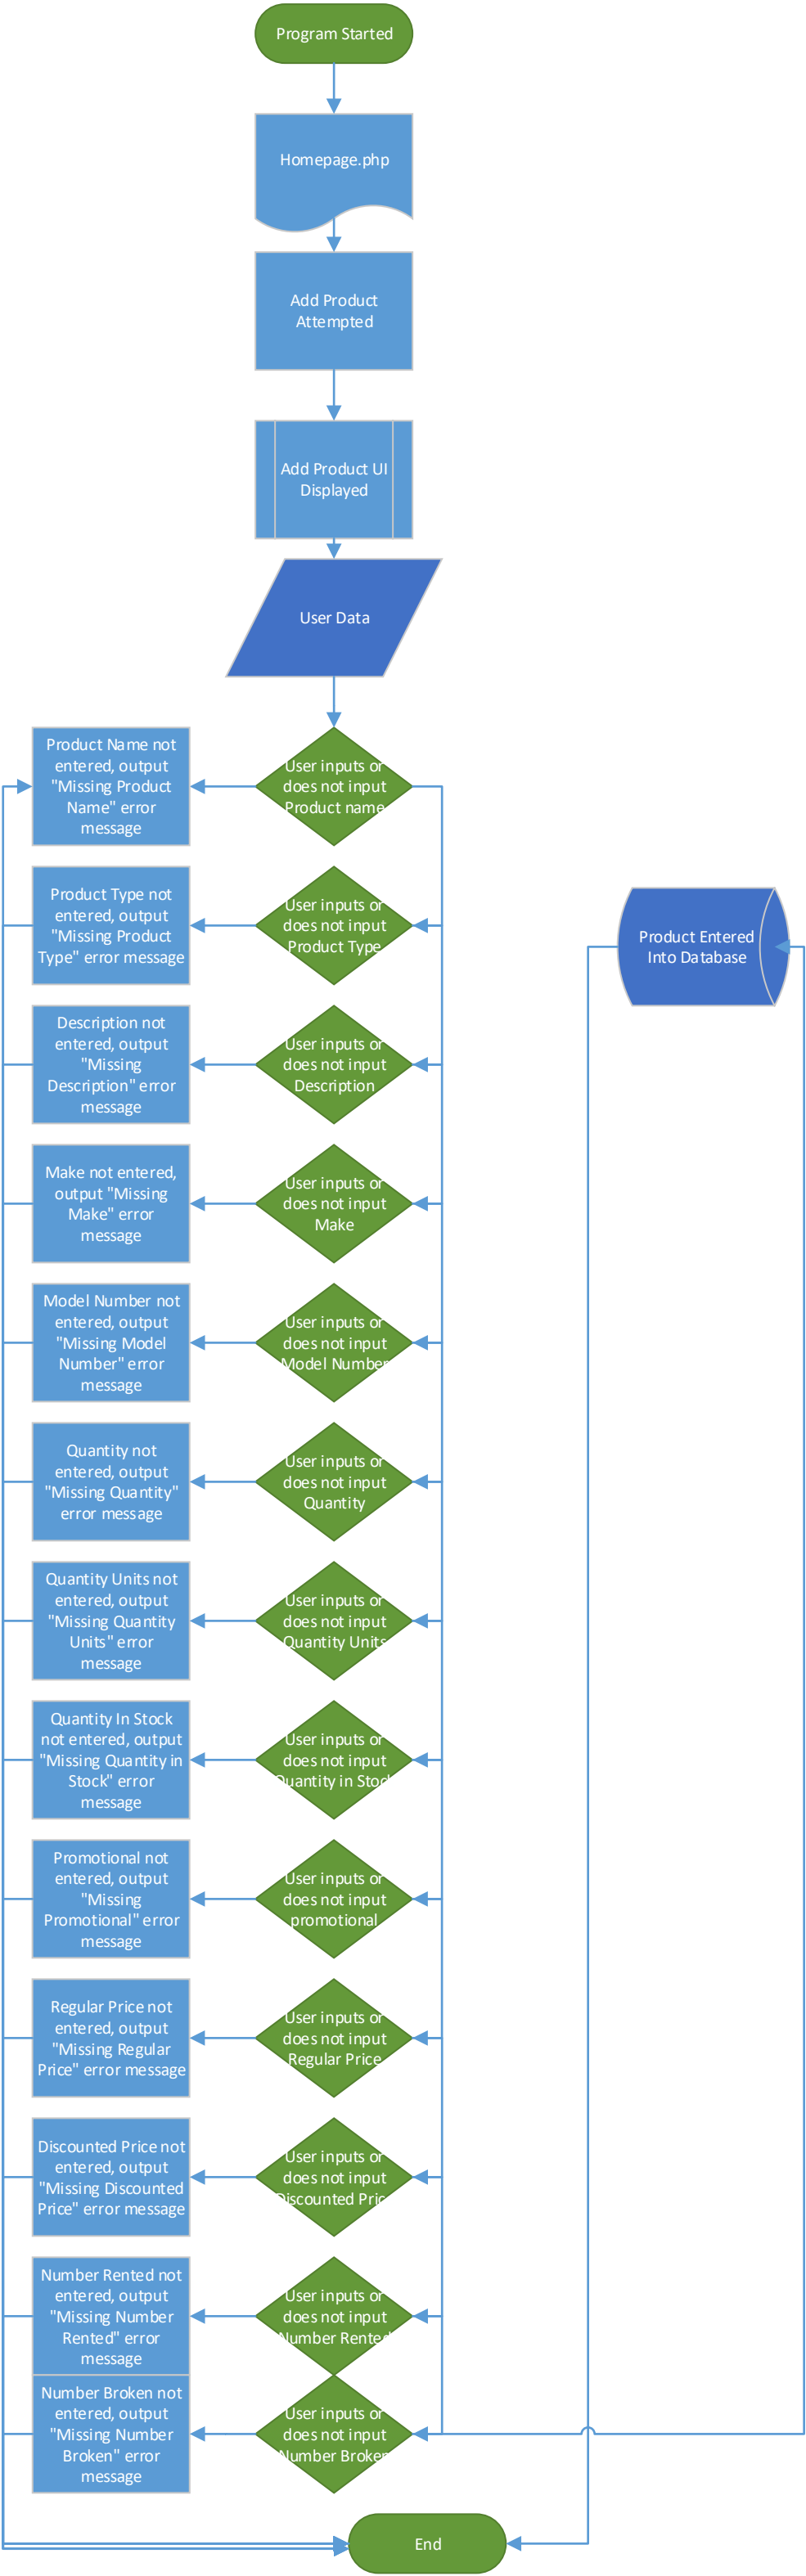 Program Started
Homepage.php
Add Product
Attempted
Add Product UI
Displayed
User Data
Product Name not
entered, output
"Missing Product
Name" error
message
User inputs or
does not input
Product name
Product Type not
entered, output
"Missing Product
Type" error message
User inputs or
does not input
Product Type
Product Entered
Into Database
Description not
entered, output
"Missing
Description" error
message
User inputs or
does not input
Description
Make not entered,
output "Missing
Make" error
message
User inputs or
does not input
Make
Model Number not
entered, output
"Missing Model
Number" error
message
User inputs or
does not input
Model Number
Quantity not
entered, output
"Missing Quantity"
error message
User inputs or
does not input
Quantity
Quantity Units not
entered, output
"Missing Quantity
Units" error
message
User inputs or
does not input
Quantity Units
Quantity In Stock
not entered, output
"Missing Quantity in
Stock" error
message
User inputs or
does not input
Quantity in Stock
Promotional not
entered, output
"Missing
Promotional" error
message
User inputs or
does not input
promotional
Regular Price not
entered, output
"Missing Regular
Price" error message
User inputs or
does not input
Regular Price
Discounted Price not
entered, output
"Missing Discounted
Price" error message
User inputs or
does not input
Discounted Price
Number Rented not
entered, output
"Missing Number
Rented" error
message
User inputs or
does not input
Number Rented
Number Broken not
entered, output
"Missing Number
Broken" error
message
User inputs or
does not input
Number Broken
End